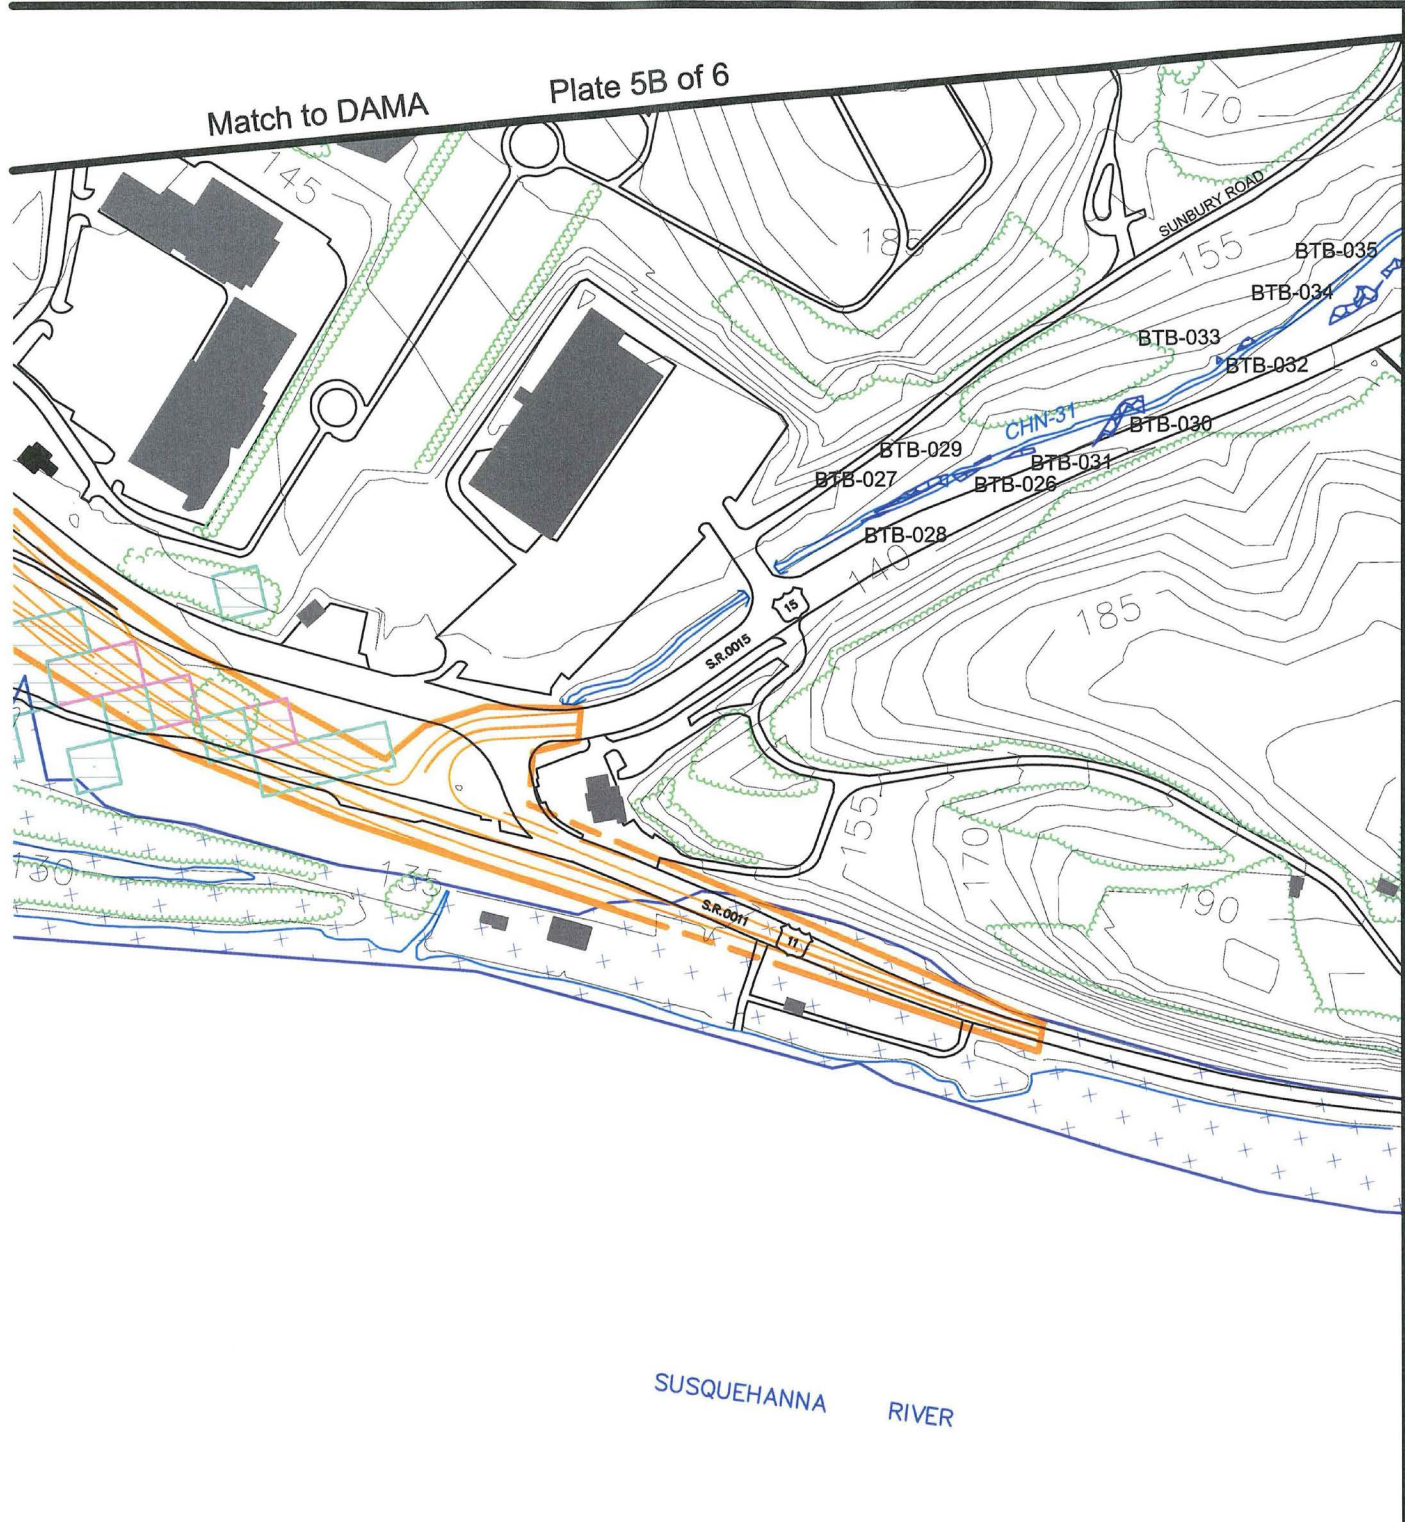 Match to DAMA
Plate 5B of 6
170
145
SUNBURY ROAD
185
155
BTB-035
BTB-034
BTB-033
BTB-032
CHN-31
BTB-030
BTB-029
BTB-031
BTB-027
BTB-026
BTB-028
140
15
185
S.R.0015
155
170
130
135
190
S.R.0011
11
SUSQUEHANNA RIVER